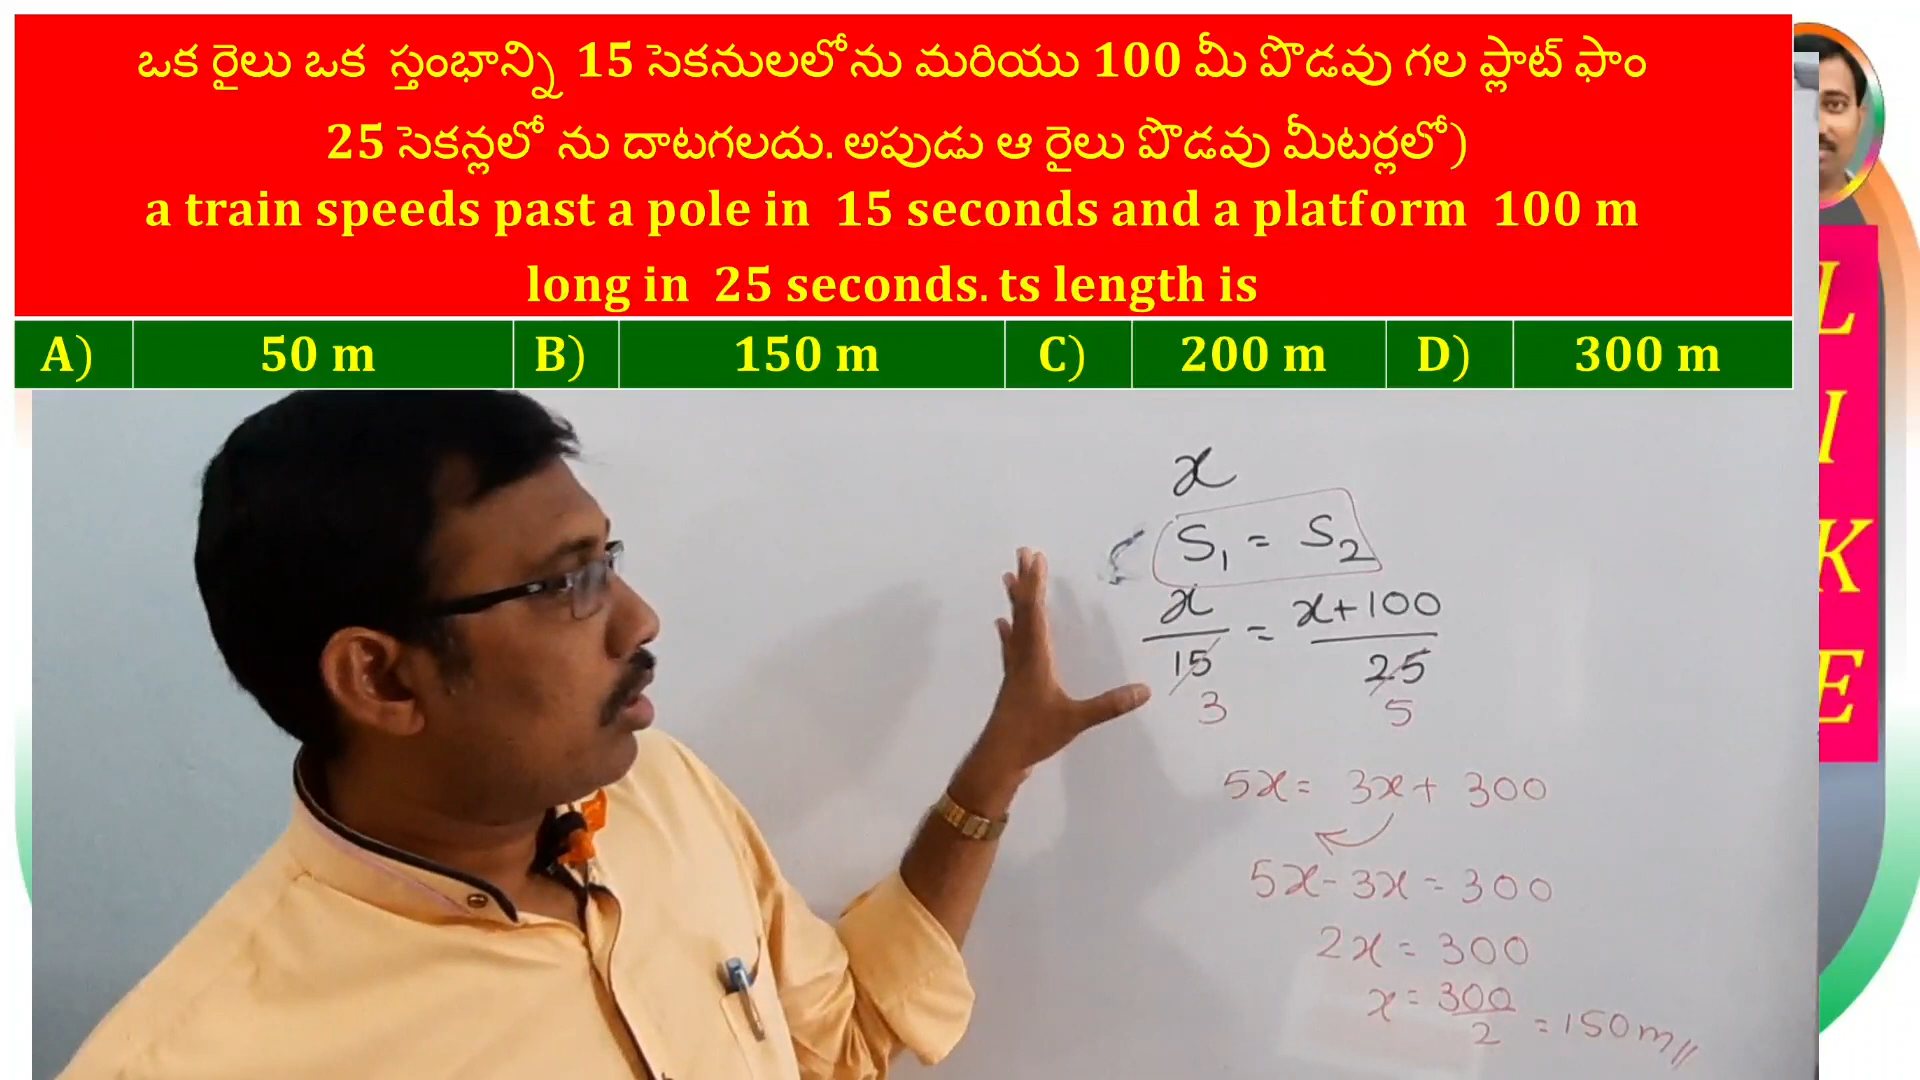 ఒక రైలు ఒక స్తంభాన్ని 15 సెకనులలోను మరియు 100 మీ పొడవు గల ప్లాట్ ఫాం
25 సెకన్లలో ను దాటగలదు. అపుడు ఆ రైలు పొడవు మీటర్లలో)
a train speeds past a pole in 15 seconds and a platform 100 m
long in 25 seconds. ts length is
A) 50 m B) 150 m C) 200 m D) 300 m
x
S₁ = S₂
x/15 = x+100/25
3 5
5x = 3x + 300
5x - 3x = 300
2x = 300
x = 300/2 = 150m//
L
I
K
E